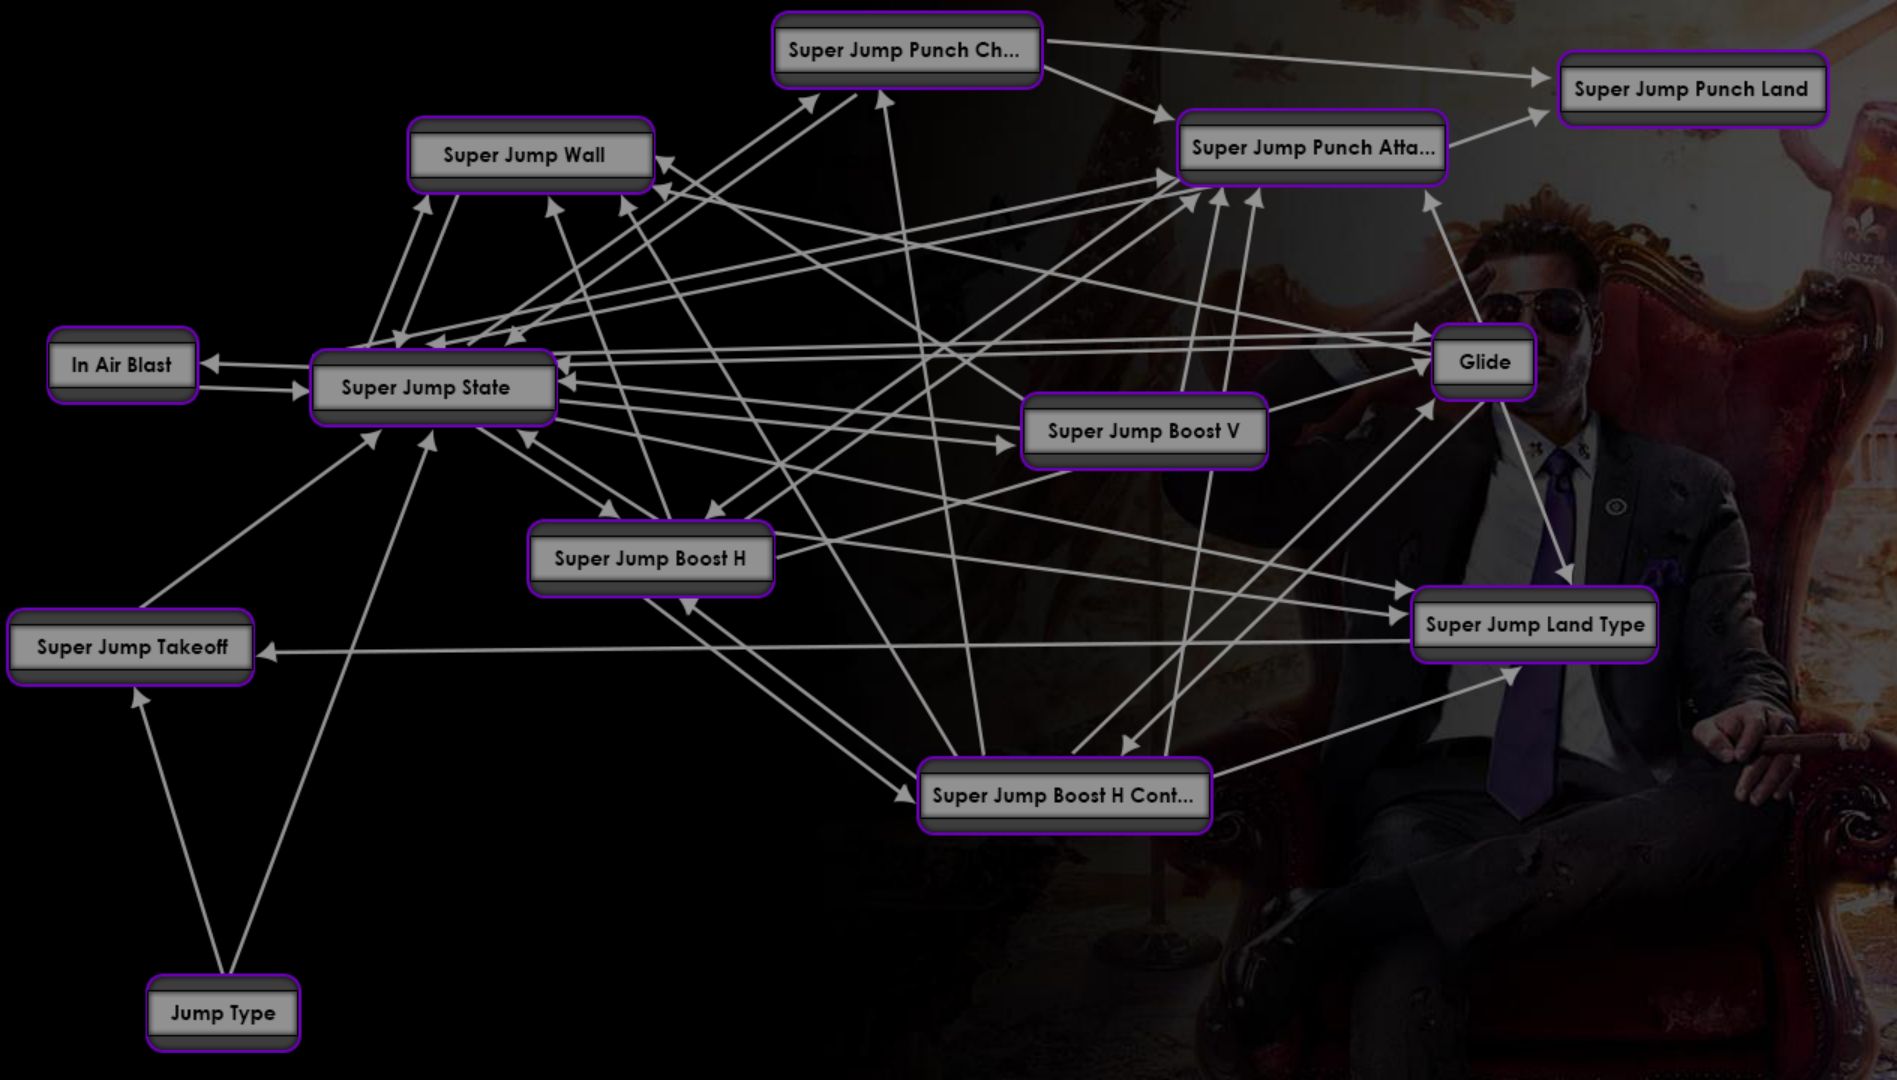 Super Jump Punch Ch...
Super Jump Punch Land
Super Jump Wall
Super Jump Punch Atta...
In Air Blast
Super Jump State
Glide
Super Jump Boost V
Super Jump Boost H
Super Jump Land Type
Super Jump Takeoff
Super Jump Boost H Cont...
Jump Type